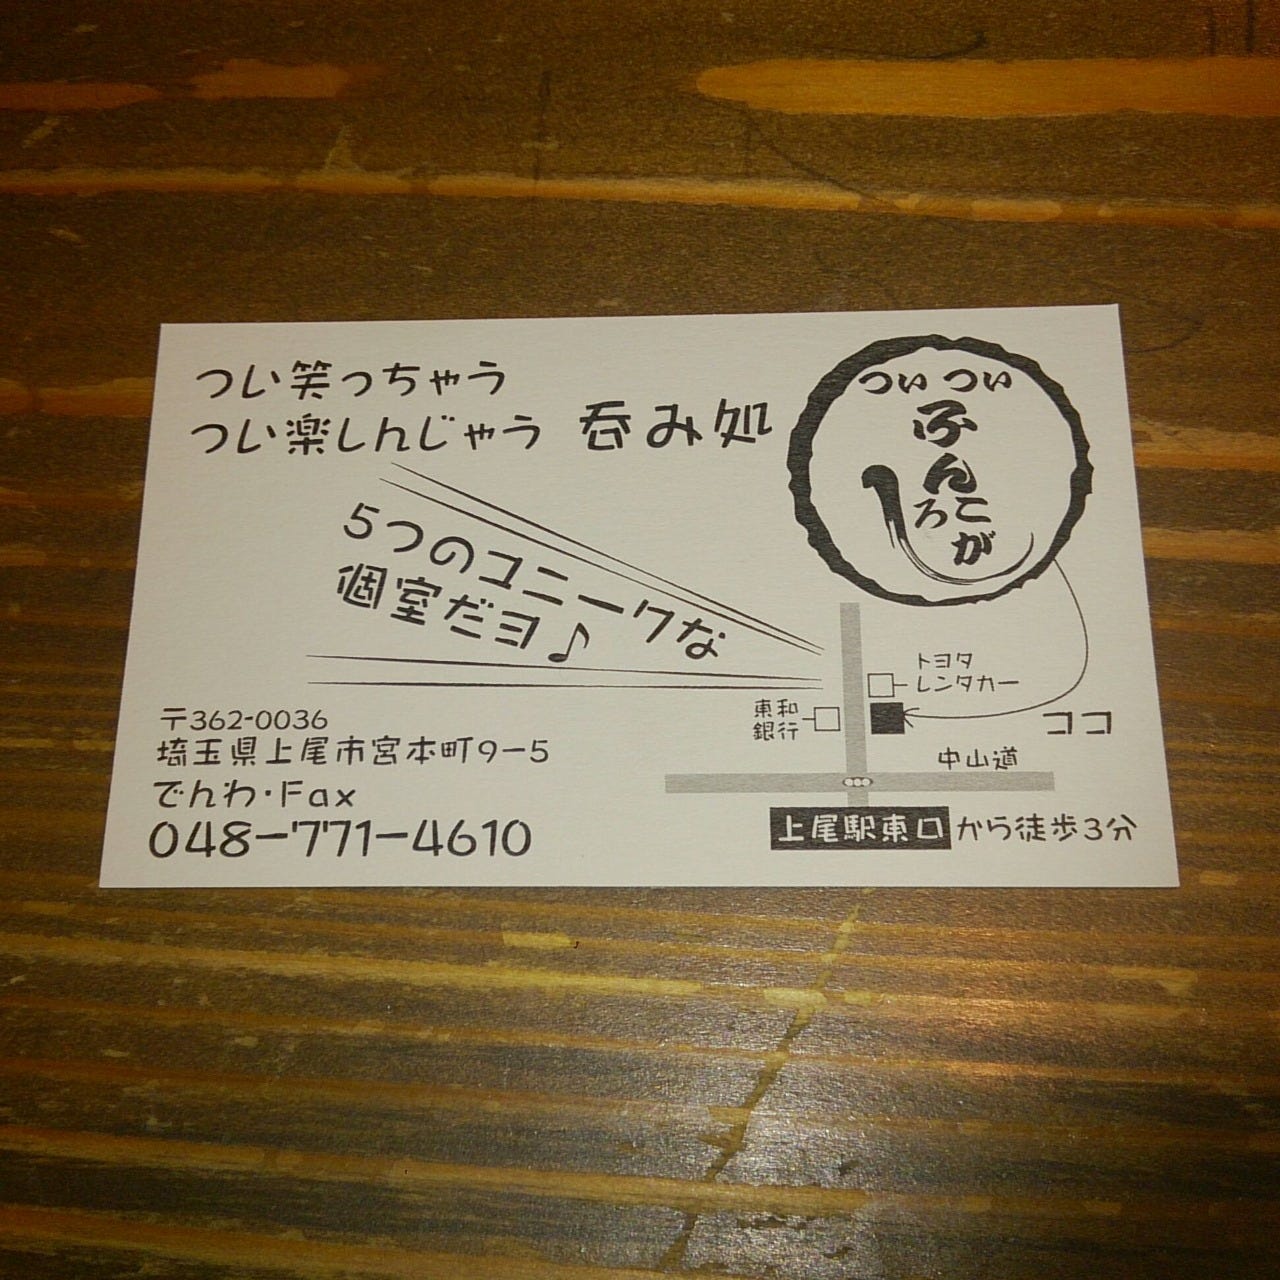 つい笑っちゃう
つい楽しんじゃう 呑み処
ついつい
ふんころがし
5つのユニークな
個室だヨ♪
〒362-0036
埼玉県上尾市宮本町9-5
でんわ・Fax
048-771-4610
トヨタ
レンタカー
東和
銀行
ココ
中山道
上尾駅東口から徒歩3分